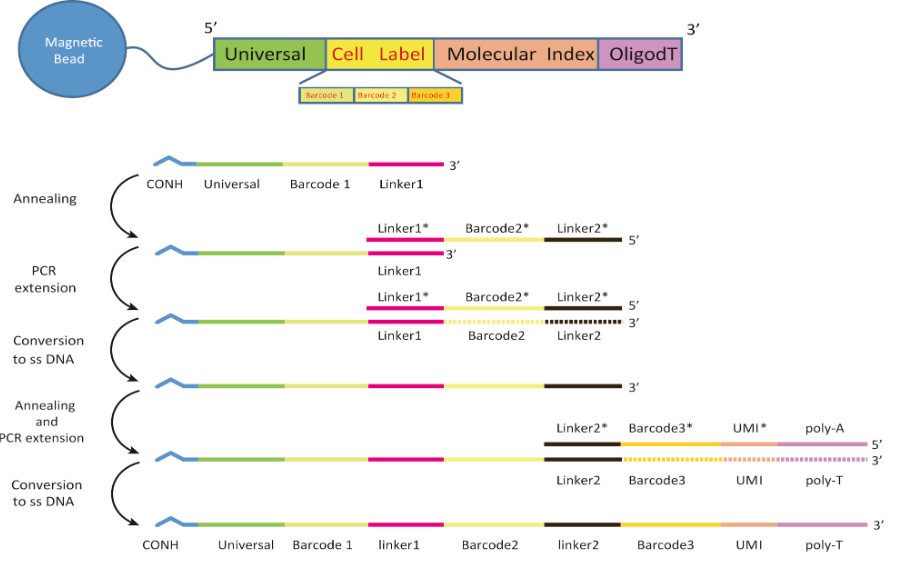 Magnetic
Bead
5’
3’
Universal
Cell Label
Molecular Index
OligodT
Barcode 1
Barcode 2
Barcode 3
3’
CONH
Universal
Barcode 1
Linker1
Annealing
Linker1*
Barcode2*
Linker2*
5’
3’
Linker1
PCR
extension
Linker1*
Barcode2*
Linker2*
5’
3’
Linker1
Barcode2
Linker2
Conversion
to ss DNA
3’
Annealing
and
PCR extension
Linker2*
Barcode3*
UMI*
poly-A
5’
3’
Linker2
Barcode3
UMI
poly-T
Conversion
to ss DNA
3’
CONH
Universal
Barcode 1
linker1
Barcode2
linker2
Barcode3
UMI
poly-T